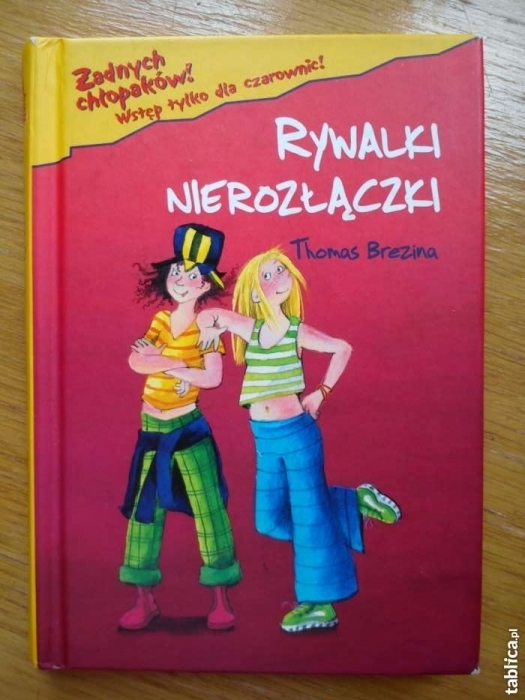 Żadnych
chłopaków!
Wstęp tylko dla czarownic!
RYWALKI
NIEROZŁĄCZKI
Thomas Brezina
tablica.pl